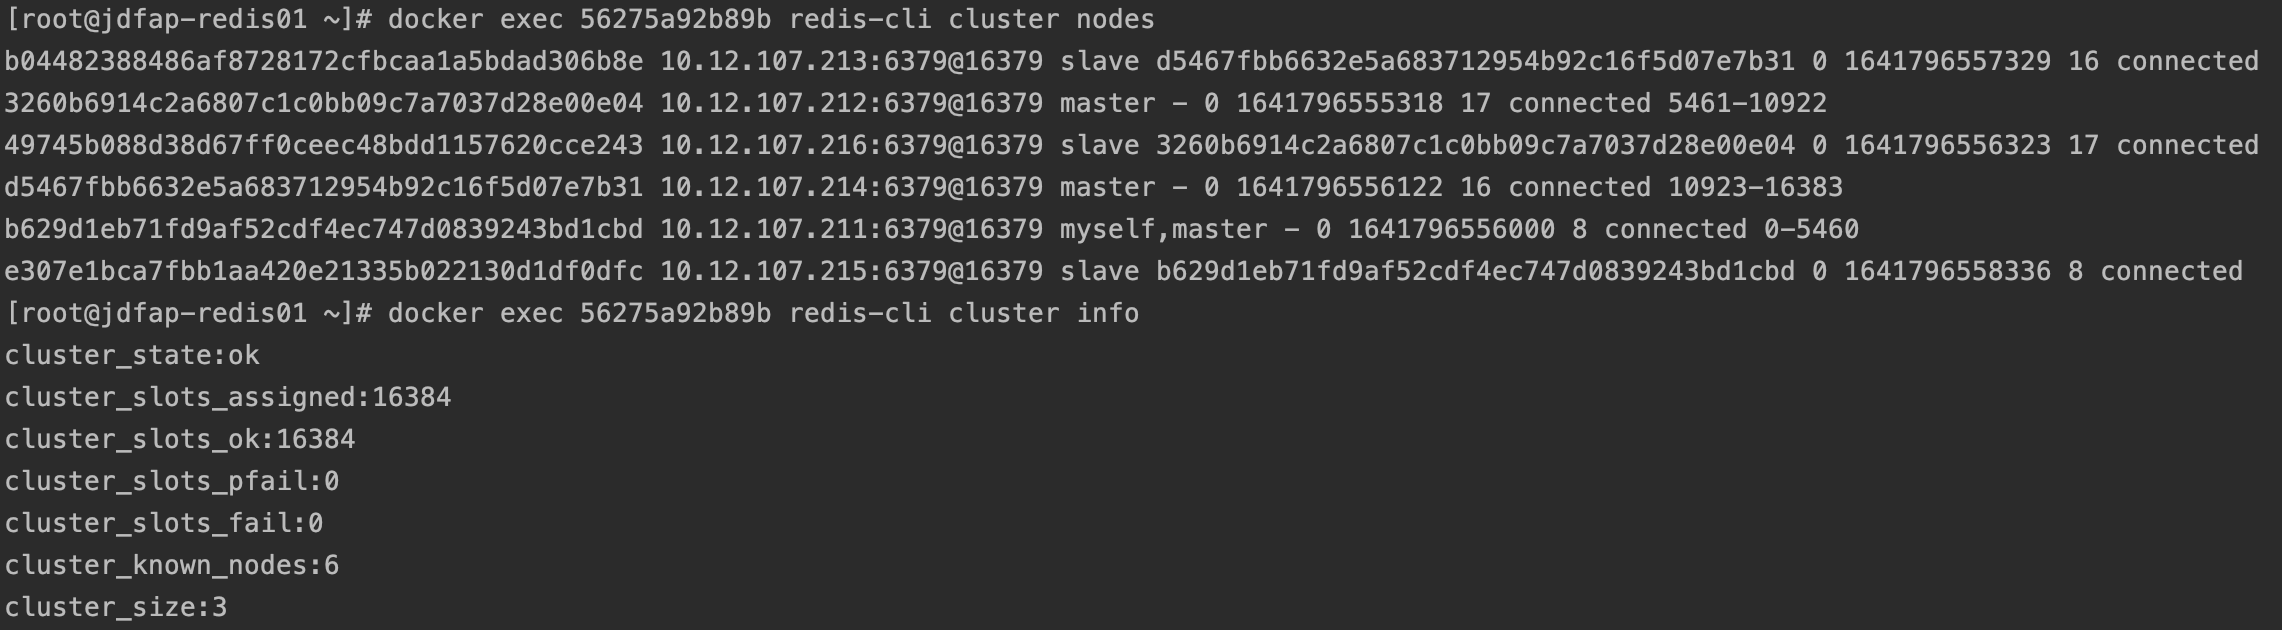 [root@jdfap-redis01 ~]# docker exec 56275a92b89b redis-cli cluster nodes
b04482388486af8728172cfbcaa1a5bdad306b8e 10.12.107.213:6379@16379 slave d5467fbb6632e5a683712954b92c16f5d07e7b31 0 1641796557329 16 connected
3260b6914c2a6807c1c0bb09c7a7037d28e00e04 10.12.107.212:6379@16379 master - 0 1641796555318 17 connected 5461-10922
49745b088d38d67ff0ceec48bdd1157620cce243 10.12.107.216:6379@16379 slave 3260b6914c2a6807c1c0bb09c7a7037d28e00e04 0 1641796556323 17 connected
d5467fbb6632e5a683712954b92c16f5d07e7b31 10.12.107.214:6379@16379 master - 0 1641796556122 16 connected 10923-16383
b629d1eb71fd9af52cdf4ec747d0839243bd1cbd 10.12.107.211:6379@16379 myself,master - 0 1641796556000 8 connected 0-5460
e307e1bca7fbb1aa420e21335b022130d1df0dfc 10.12.107.215:6379@16379 slave b629d1eb71fd9af52cdf4ec747d0839243bd1cbd 0 1641796558336 8 connected
[root@jdfap-redis01 ~]# docker exec 56275a92b89b redis-cli cluster info
cluster_state:ok
cluster_slots_assigned:16384
cluster_slots_ok:16384
cluster_slots_pfail:0
cluster_slots_fail:0
cluster_known_nodes:6
cluster_size:3